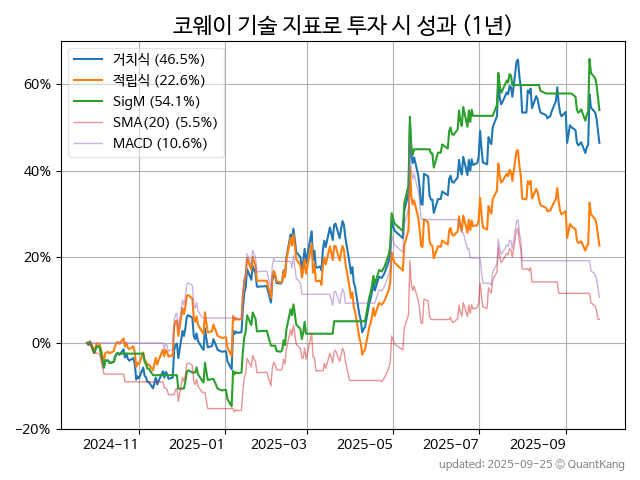 코웨이 기술 지표로 투자 시 성과 (1년)
거치식 (46.5%)
적립식 (22.6%)
SigM (54.1%)
SMA(20) (5.5%)
MACD (10.6%)
60%
40%
20%
0%
−20%
2024−11 2025−01 2025−03 2025−05 2025−07 2025−09
updated: 2025-09-25 © QuantKang